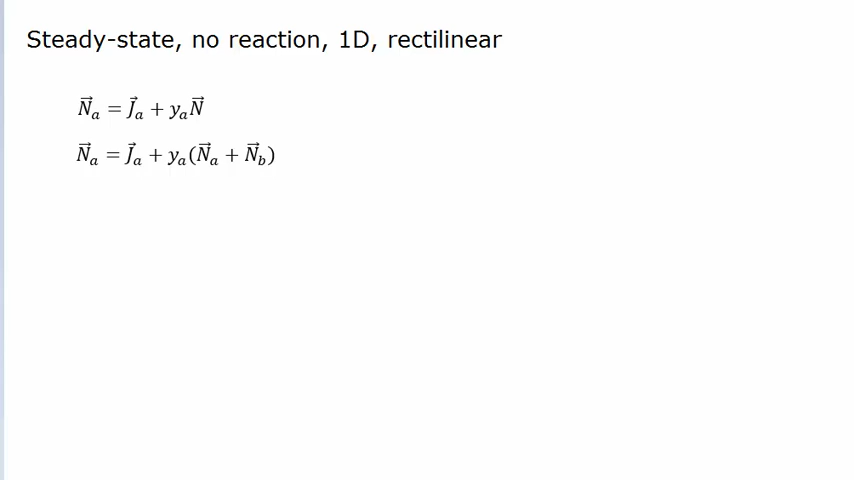 Steady-state, no reaction, 1D, rectilinear
N⃗ₐ = J⃗ₐ + yₐN⃗
N⃗ₐ = J⃗ₐ + yₐ(N⃗ₐ + N⃗_b)